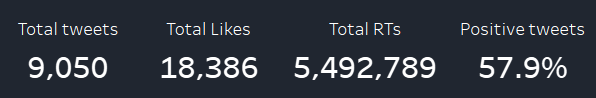 Total tweets Total Likes Total RTs Positive tweets
9,050 18,386 5,492,789 57.9%